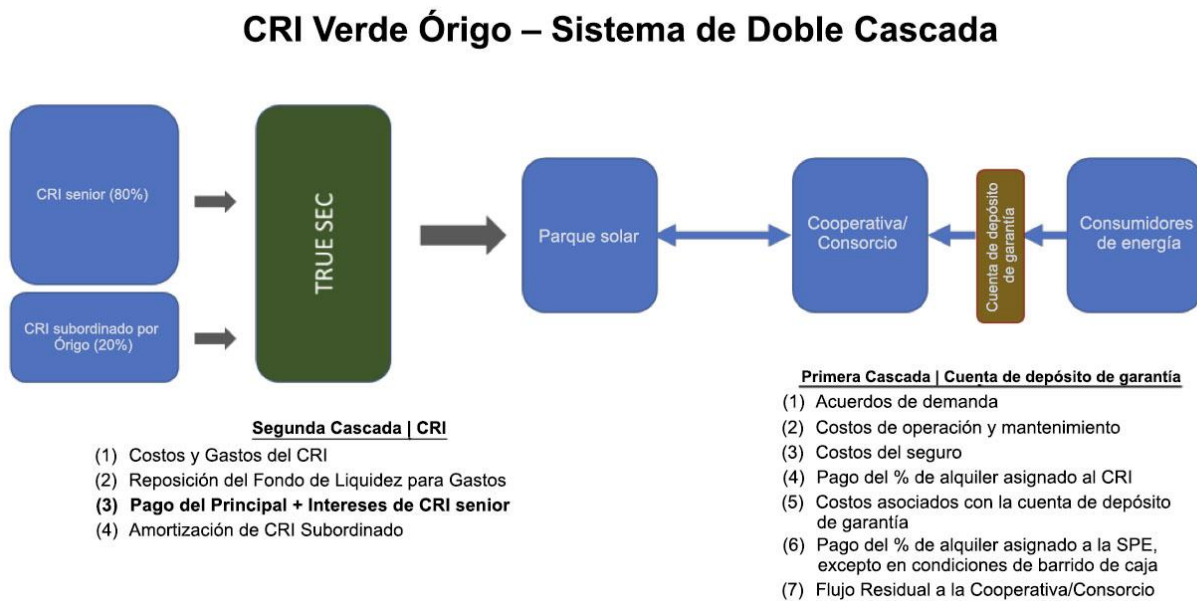 CRI Verde Órigo – Sistema de Doble Cascada
CRI senior (80%)
CRI subordinado por
Órigo (20%)
TRUE SEC
Parque solar
Cooperativa/
Consorcio
Cuenta de depósito
de garantía
Consumidores
de energía
Segunda Cascada | CRI
(1) Costos y Gastos del CRI
(2) Reposición del Fondo de Liquidez para Gastos
(3) Pago del Principal + Intereses de CRI senior
(4) Amortización de CRI Subordinado
Primera Cascada | Cuenta de depósito de garantía
(1) Acuerdos de demanda
(2) Costos de operación y mantenimiento
(3) Costos del seguro
(4) Pago del % de alquiler asignado al CRI
(5) Costos asociados con la cuenta de depósito
de garantía
(6) Pago del % de alquiler asignado a la SPE,
excepto en condiciones de barrido de caja
(7) Flujo Residual a la Cooperativa/Consorcio